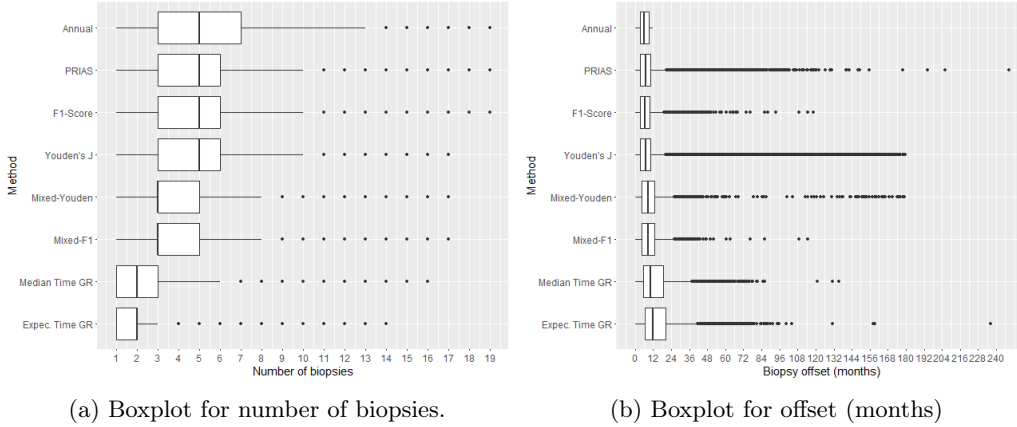 Method
Annual
PRIAS
F1-Score
Youden's J
Mixed-Youden
Mixed-F1
Median Time GR
Expec. Time GR
1 2 3 4 5 6 7 8 9 10 11 12 13 14 15 16 17 18 19
Number of biopsies
(a) Boxplot for number of biopsies.
Method
Annual
PRIAS
F1-Score
Youden's J
Mixed-Youden
Mixed-F1
Median Time GR
Expec. Time GR
0 12 24 36 48 60 72 84 96 108 120 132 144 156 168 180 192 204 216 228 240
Biopsy offset (months)
(b) Boxplot for offset (months)